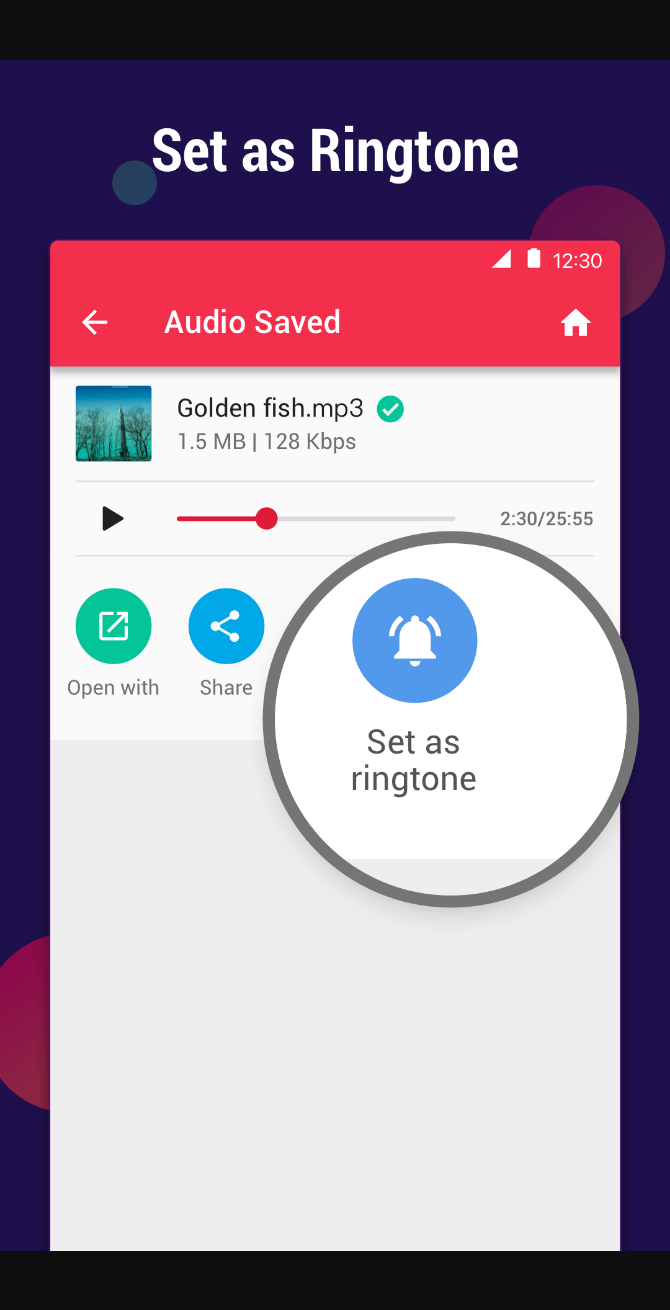 Set as Ringtone
12:30
Audio Saved
Golden fish.mp3
1.5 MB | 128 Kbps
2:30/25:55
Open with
Share
Set as
ringtone